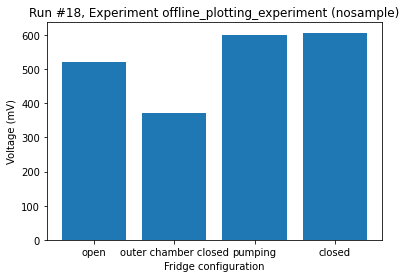 Run #18, Experiment offline_plotting_experiment (nosample)
Voltage (mV)
600
500
400
300
200
100
0
open outer chamber closed pumping closed
Fridge configuration